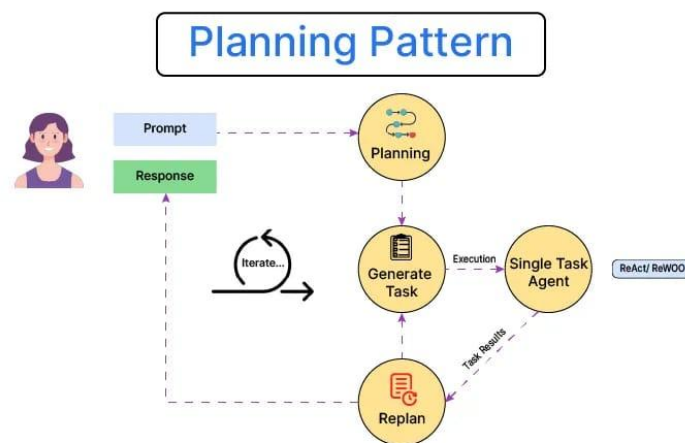 Planning Pattern
Prompt
Response
Planning
Iterate...
Generate
Task
Execution
Single Task
Agent
ReAct/ ReWOO
Task Results
Replan